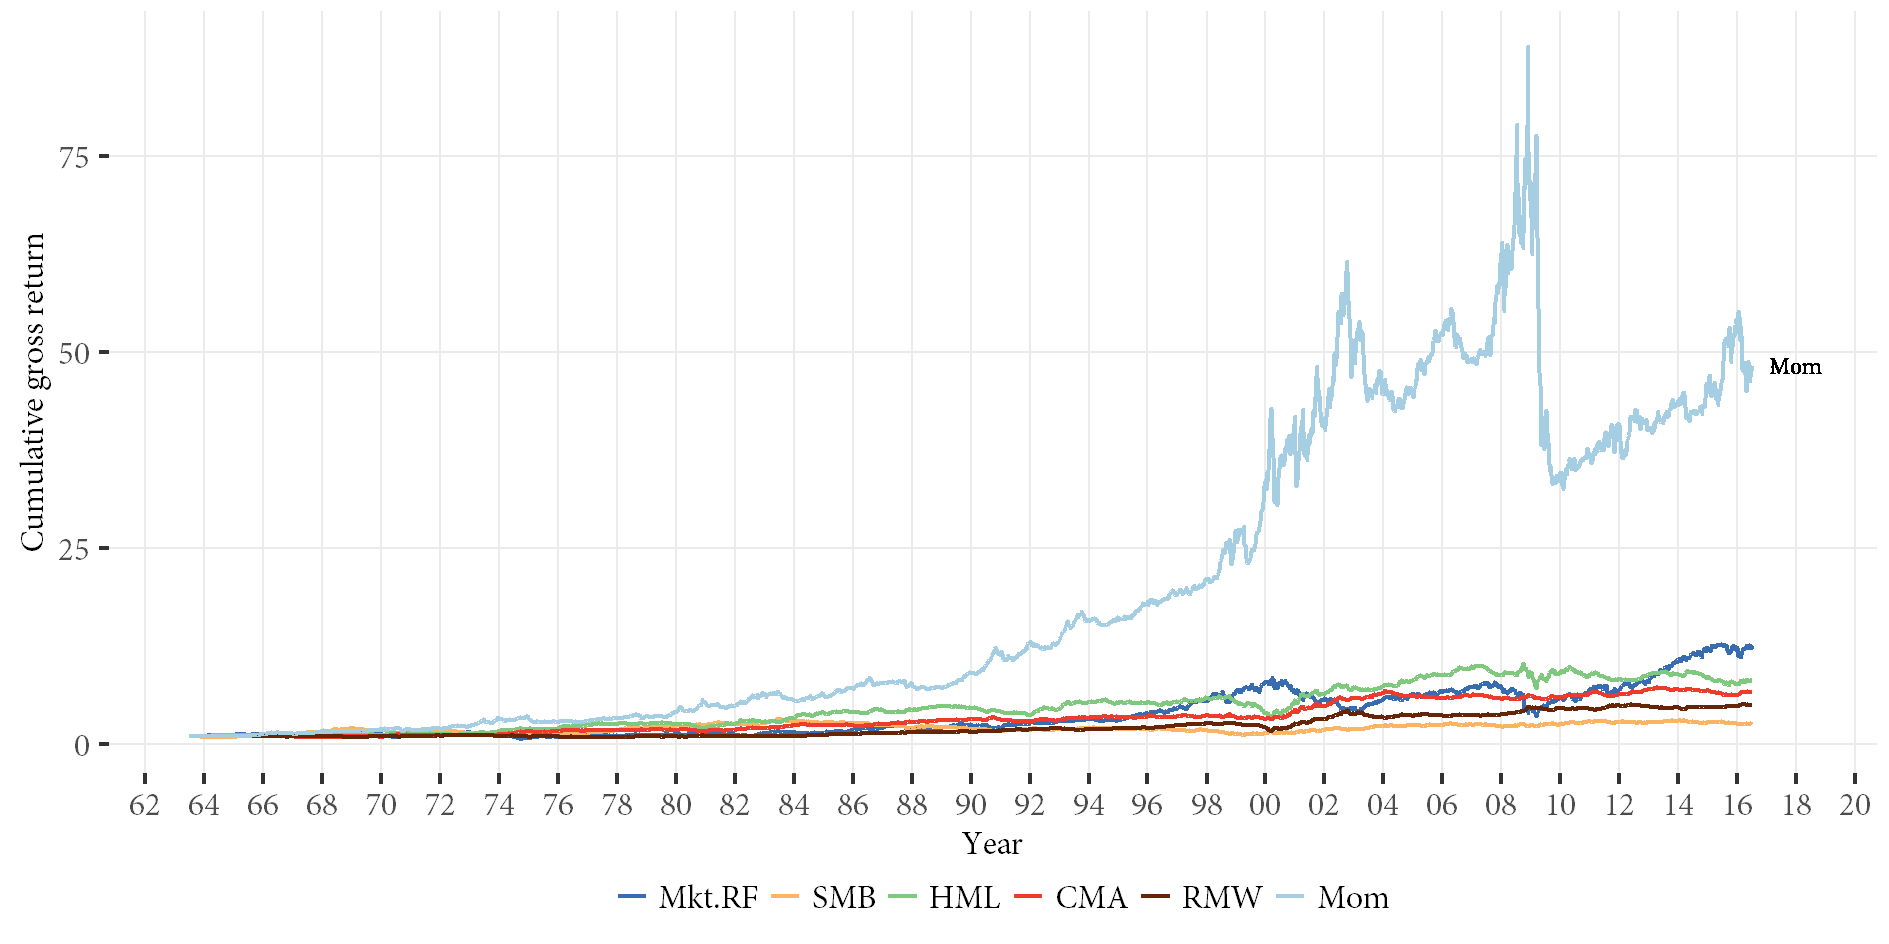 Cumulative gross return
75
50
25
0
Mom
62 64 66 68 70 72 74 76 78 80 82 84 86 88 90 92 94 96 98 00 02 04 06 08 10 12 14 16 18 20
Year
Mkt.RF SMB HML CMA RMW Mom